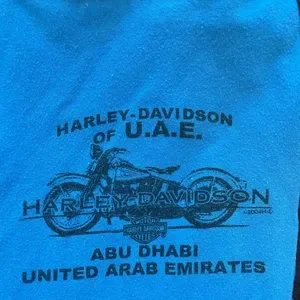 HARLEY-DAVIDSON
OF U.A.E.
HARLEY-DAVIDSON
ABU DHABI
UNITED ARAB EMIRATES